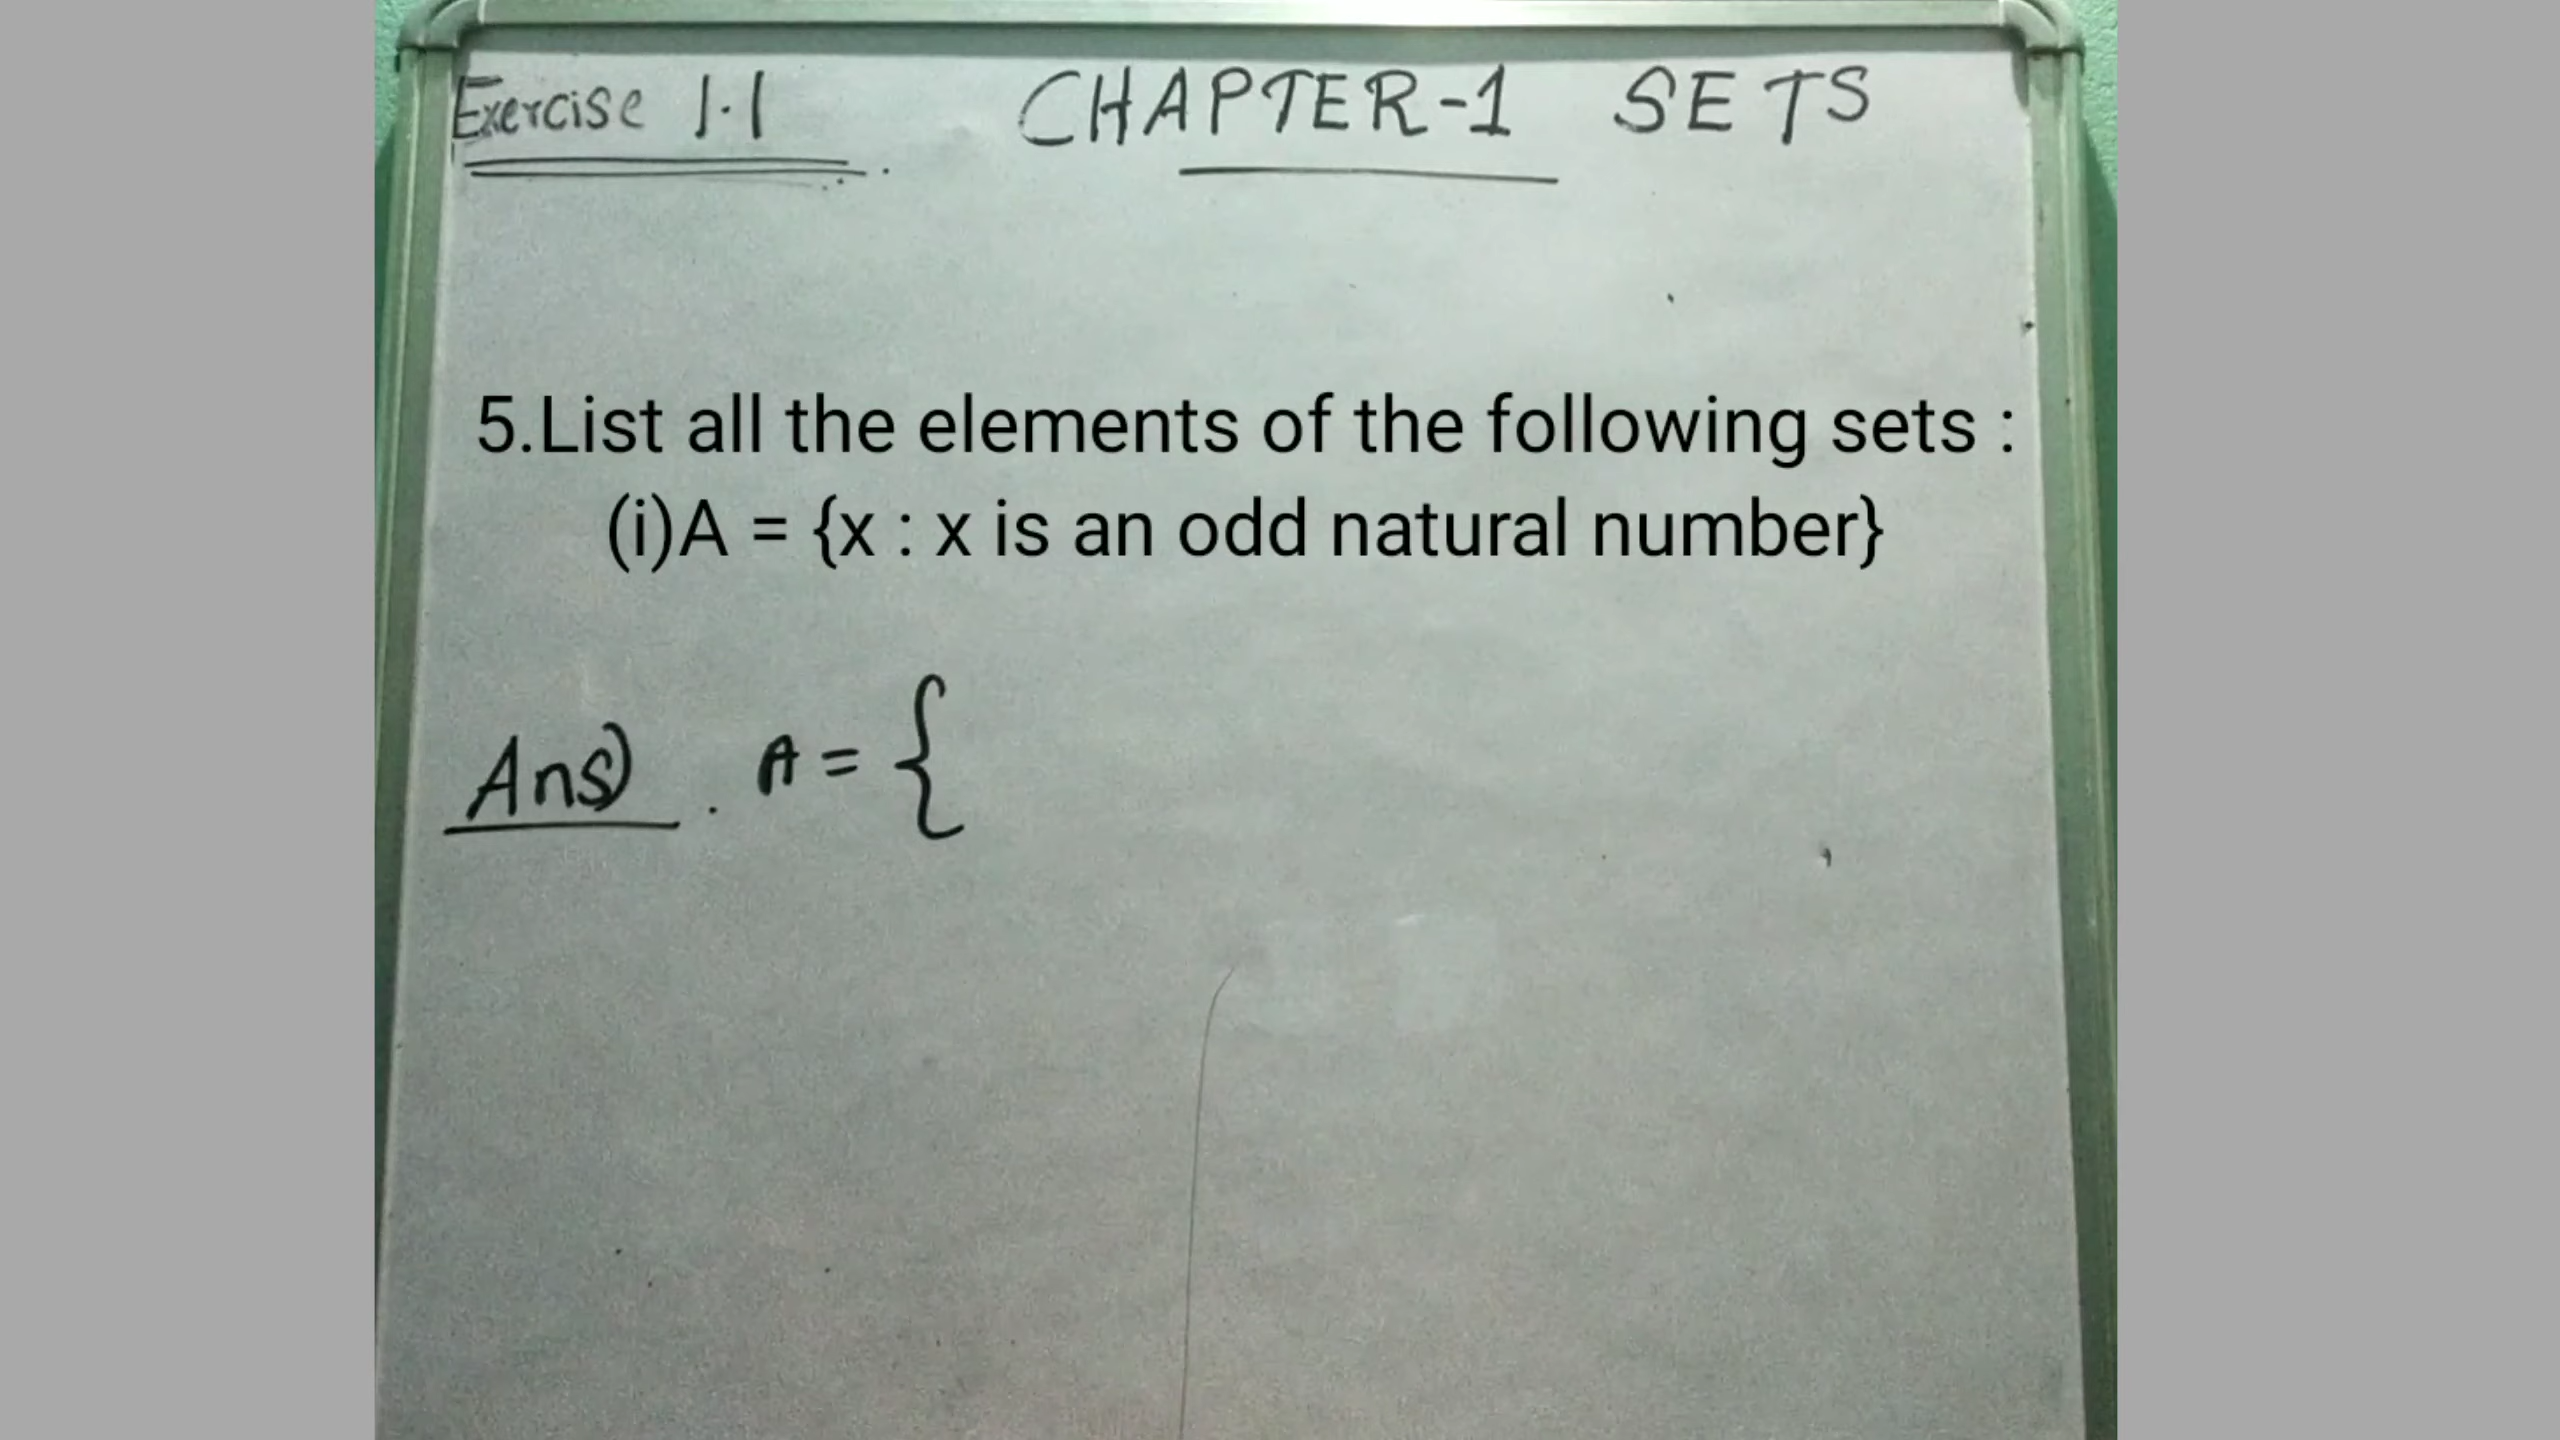 Exercise 1.1 CHAPTER-1 SETS
5.List all the elements of the following sets :
(i)A = {x : x is an odd natural number}
Ans) . A = {